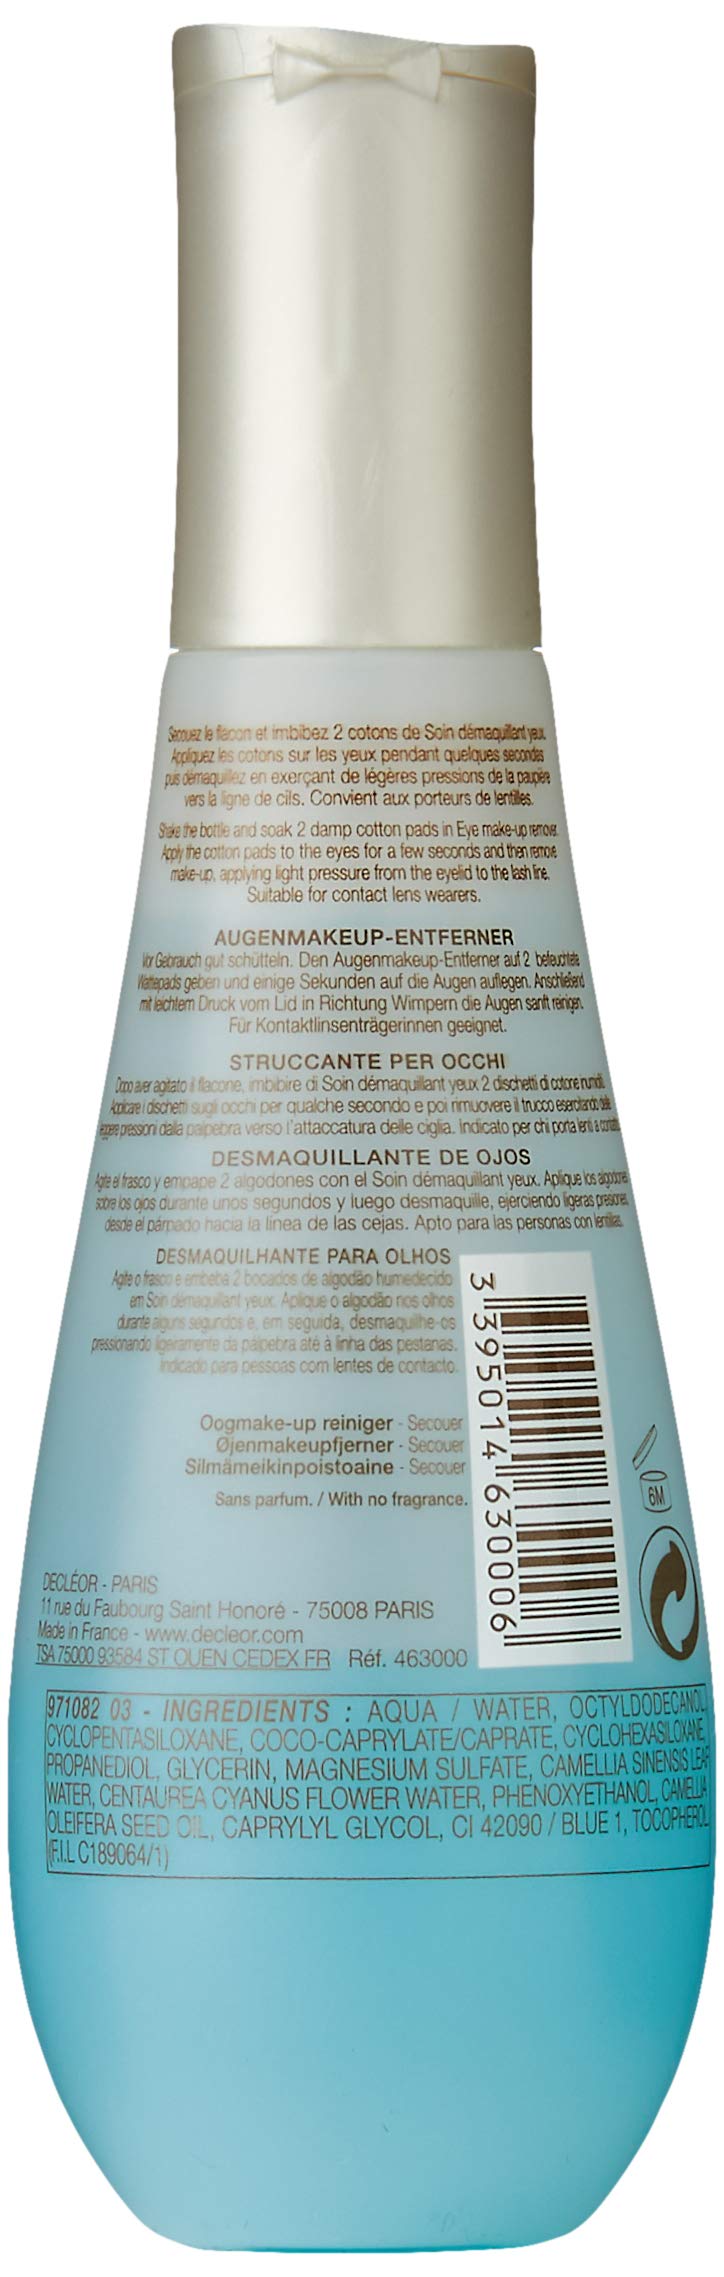 Secouez le flacon et imbibez 2 cotons de Soin démaquillant yeux.
Appliquez les cotons sur les yeux pendant quelques secondes
puis démaquillez en exerçant de légères pressions de la paupière
vers la ligne de cils. Convient aux porteurs de lentilles.
Shake the bottle and soak 2 damp cotton pads in Eye make-up remover.
Apply the cotton pads to the eyes for a few seconds and then remove
make-up, applying light pressure from the eyelid to the lash line.
Suitable for contact lens wearers.
AUGENMAKEUP-ENTFERNER
Vor Gebrauch gut schütteln. Den Augenmakeup-Entferner auf 2 befeuchtete
Wattepads geben und einige Sekunden auf die Augen auflegen. Anschließend
mit leichtem Druck vom Lid in Richtung Wimpern die Augen sanft reinigen.
Für Kontaktlinsenträgerinnen geeignet.
STRUCCANTE PER OCCHI
Dopo aver agitato il flacone, imbibire di Soin démaquillant yeux 2 dischetti di cotone inumiditi.
Applicare i dischetti sugli occhi per qualche secondo e poi rimuovere il trucco esercitando delle
leggere pressioni dalla palpebra verso l'attaccatura delle ciglia. Indicato per chi porta lenti a contatto.
DESMAQUILLANTE DE OJOS
Agite el frasco y empape 2 algodones con el Soin démaquillant yeux. Aplique los algodones
sobre los ojos durante unos segundos y luego desmaquille, ejerciendo ligeras presiones
desde el párpado hacia la línea de las cejas. Apto para las personas con lentillas.
DESMAQUILHANTE PARA OLHOS
Agite o frasco e embeba 2 bocados de algodão humedecido
em Soin démaquillant yeux. Aplique o algodão nos olhos
durante alguns segundos e, em seguida, desmaquilhe-os
pressionando ligeiramente da pálpebra até à linha das pestanas.
Indicado para pessoas com lentes de contacto.
Oogmake-up reiniger - Secouer
Øjenmakeupfjerner - Secouer
Silmämeikinpoistoaine - Secouer
Sans parfum. / With no fragrance.
3 395014 630006
6M
DECLÉOR - PARIS
11 rue du Faubourg Saint Honoré - 75008 PARIS
Made in France - www.decleor.com
TSA 75000 93584 ST OUEN CEDEX FR Réf. 463000
971082 03 - INGREDIENTS : AQUA / WATER, OCTYLDODECANOL,
CYCLOPENTASILOXANE, COCO-CAPRYLATE/CAPRATE, CYCLOHEXASILOXANE,
PROPANEDIOL, GLYCERIN, MAGNESIUM SULFATE, CAMELLIA SINENSIS LEAF
WATER, CENTAUREA CYANUS FLOWER WATER, PHENOXYETHANOL, CAMELLIA
OLEIFERA SEED OIL, CAPRYLYL GLYCOL, CI 42090 / BLUE 1, TOCOPHEROL
(F.I.L C189064/1)